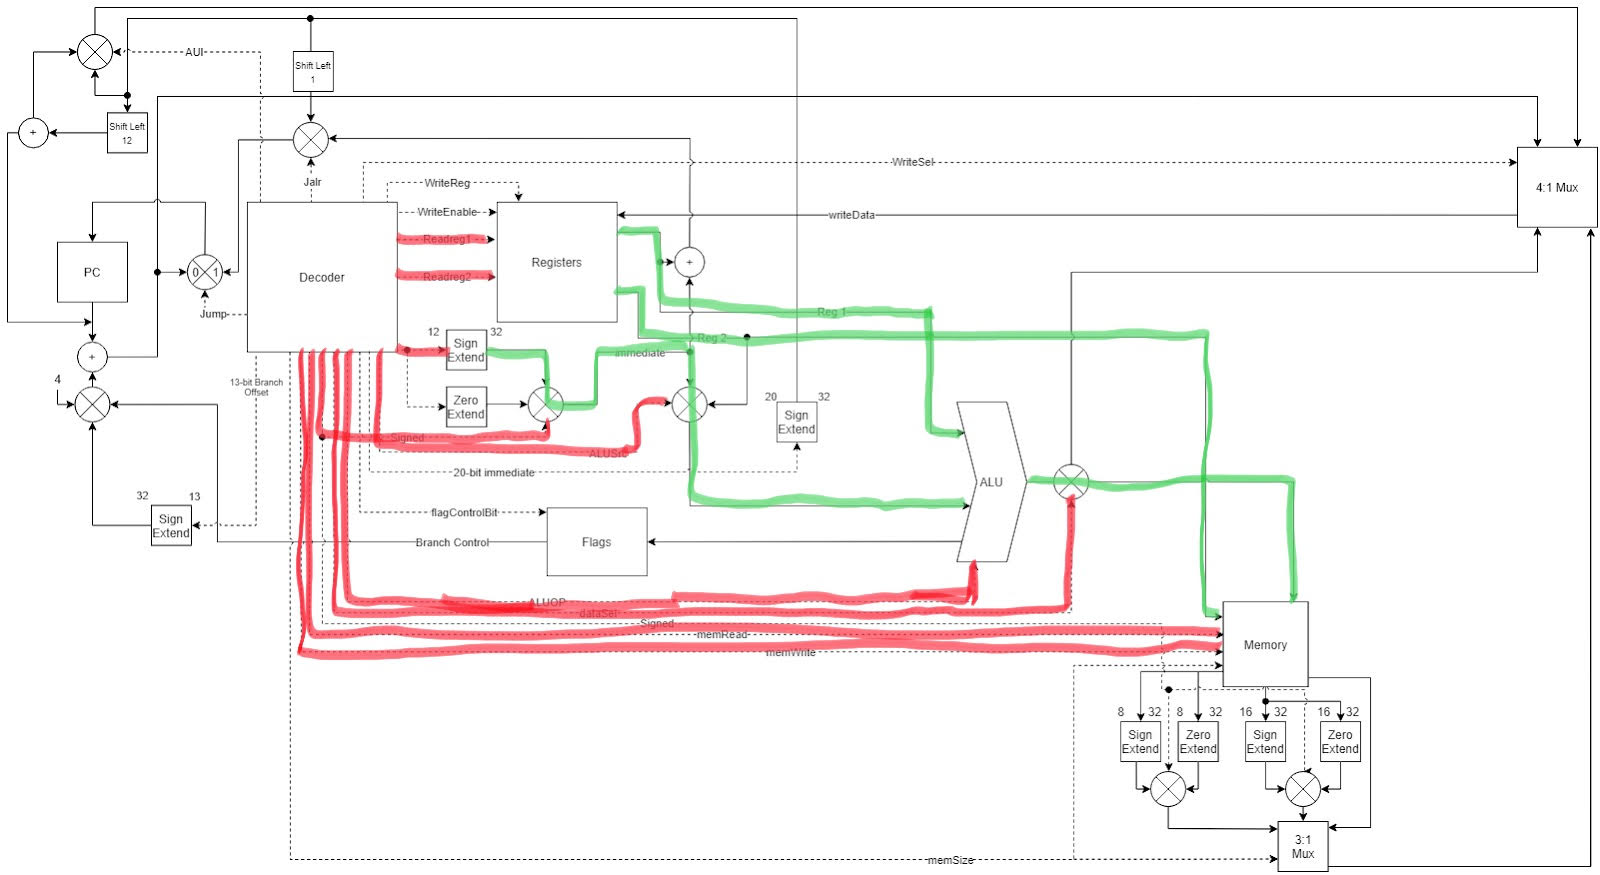 AUI
Shift Left
1
Shift Left
12
+
WriteSel
4:1 Mux
Jalr
WriteReg
WriteEnable
writeData
Readreg1
Readreg2
Registers
Decoder
PC
0 1
+
Jump
Reg 1
Reg 2
12
32
Sign
Extend
immediate
+
4
13-bit Branch
Offset
Zero
Extend
20
32
Sign
Extend
Signed
ALUSrc
20-bit immediate
ALU
32
13
Sign
Extend
flagControlBit
Branch Control
Flags
ALUOP
dataSel
Signed
memRead
memWrite
Memory
8
32
8
32
16
32
16
32
Sign
Extend
Zero
Extend
Sign
Extend
Zero
Extend
3:1
Mux
memSize